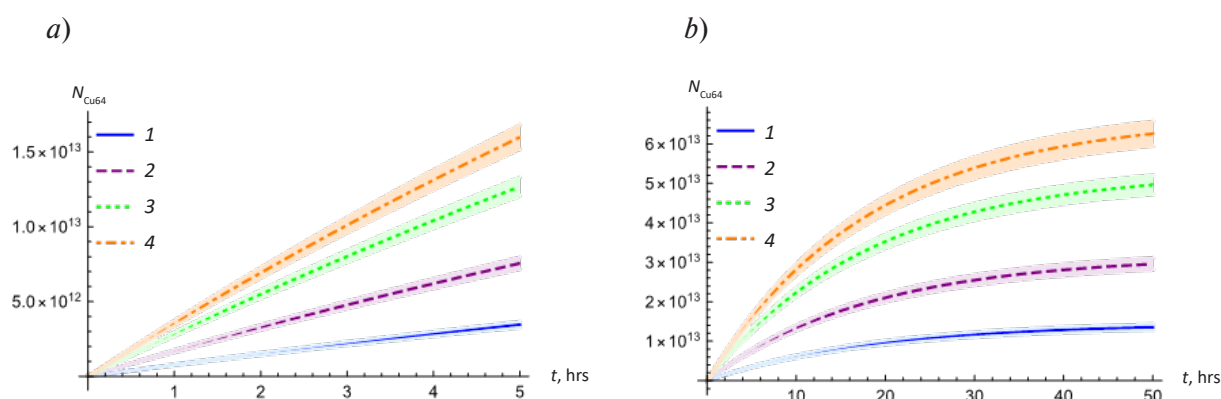 a)
N_Cu64
1
2
3
4
1.5 × 10^13
1.0 × 10^13
5.0 × 10^12
1 2 3 4 5
t, hrs
b)
N_Cu64
1
2
3
4
6 × 10^13
5 × 10^13
4 × 10^13
3 × 10^13
2 × 10^13
1 × 10^13
10 20 30 40 50
t, hrs